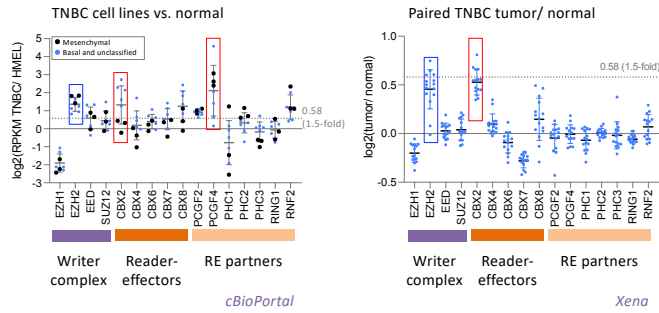 TNBC cell lines vs. normal
Mesenchymal
Basal and unclassified
log2(RPKM TNBC/ HMEL)
5
4
3
2
1
0
-1
-2
-3
0.58
(1.5-fold)
EZH1
EZH2
EED
SUZ12
CBX2
CBX4
CBX6
CBX7
CBX8
PCGF2
PCGF4
PHC1
PHC2
PHC3
RING1
RNF2
Writer
complex
Reader-
effectors
RE partners
cBioPortal
Paired TNBC tumor/ normal
log2(tumor/ normal)
1.0
0.5
0.0
-0.5
0.58 (1.5-fold)
EZH1
EZH2
EED
SUZ12
CBX2
CBX4
CBX6
CBX7
CBX8
PCGF2
PCGF4
PHC1
PHC2
PHC3
RING1
RNF2
Writer
complex
Reader-
effectors
RE partners
Xena